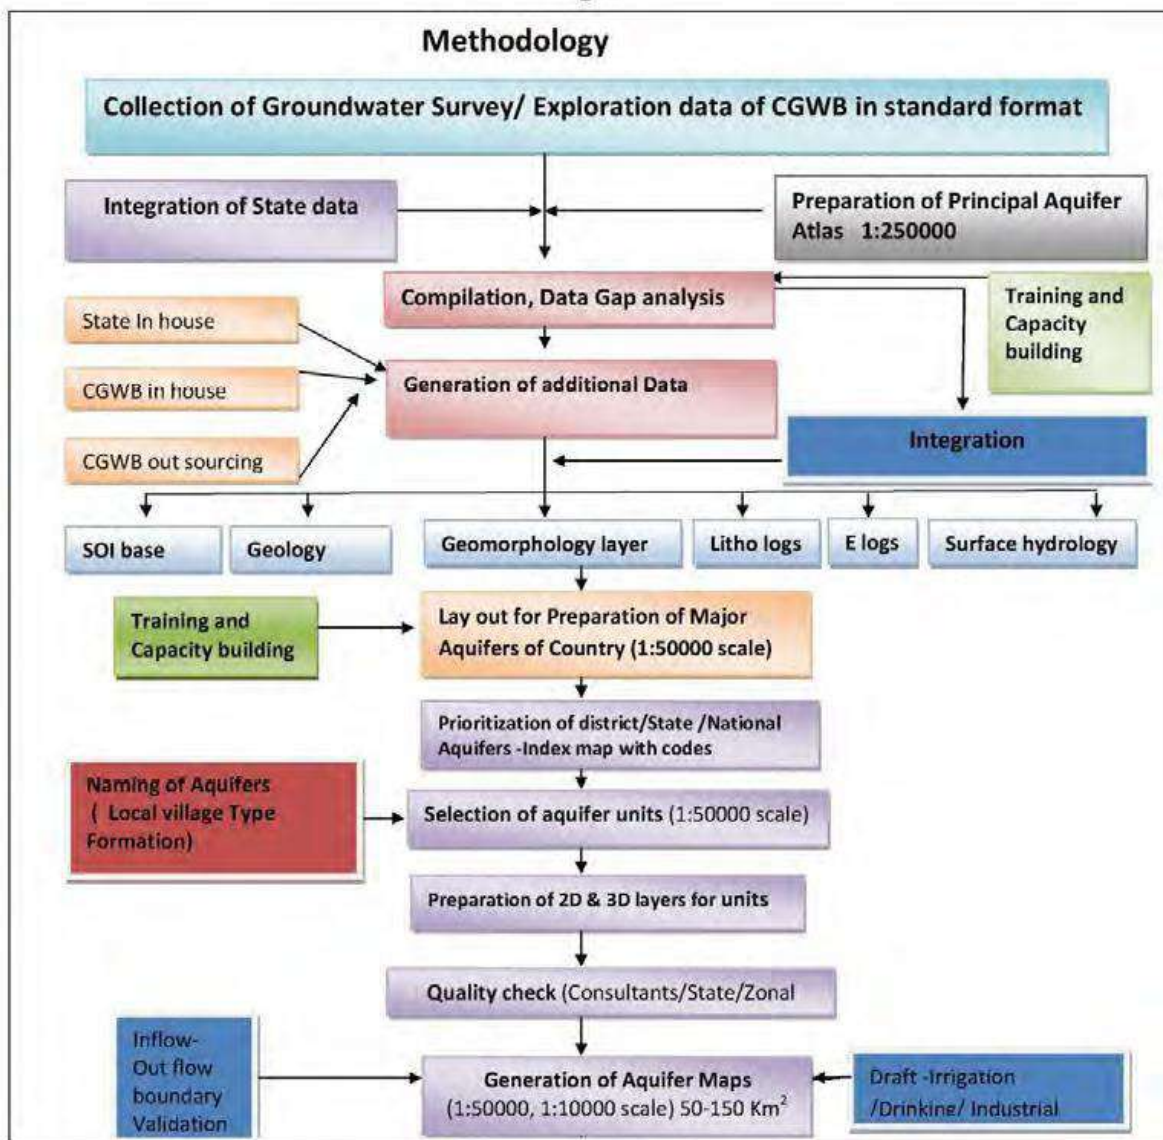 Methodology
Collection of Groundwater Survey/ Exploration data of CGWB in standard format
Integration of State data
Preparation of Principal Aquifer
Atlas 1:250000
Compilation, Data Gap analysis
Training and
Capacity
building
State In house
CGWB in house
CGWB out sourcing
Generation of additional Data
Integration
SOI base
Geology
Geomorphology layer
Litho logs
E logs
Surface hydrology
Training and
Capacity building
Lay out for Preparation of Major
Aquifers of Country (1:50000 scale)
Prioritization of district/State /National
Aquifers -Index map with codes
Naming of Aquifers
( Local village Type
Formation)
Selection of aquifer units (1:50000 scale)
Preparation of 2D & 3D layers for units
Quality check (Consultants/State/Zonal
Inflow-
Out flow
boundary
Validation
Generation of Aquifer Maps
(1:50000, 1:10000 scale) 50-150 Km²
Draft -Irrigation
/Drinking/ Industrial